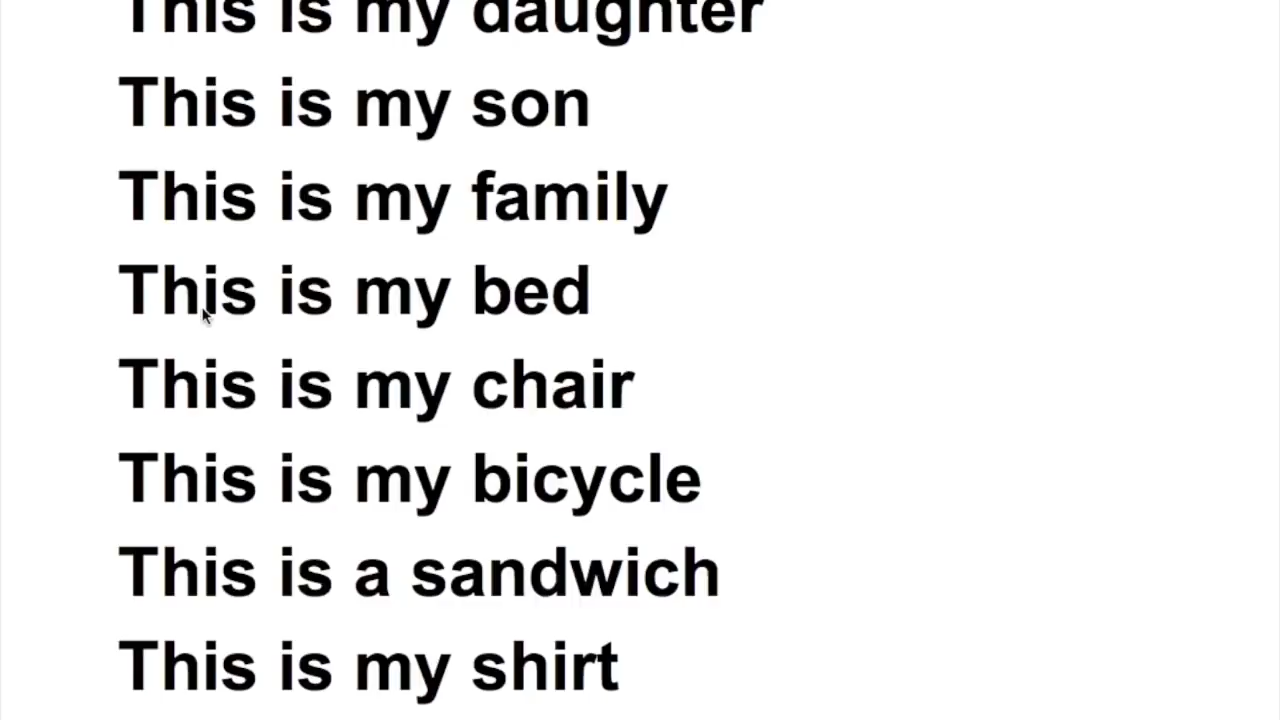 This is my daughter
This is my son
This is my family
This is my bed
This is my chair
This is my bicycle
This is a sandwich
This is my shirt